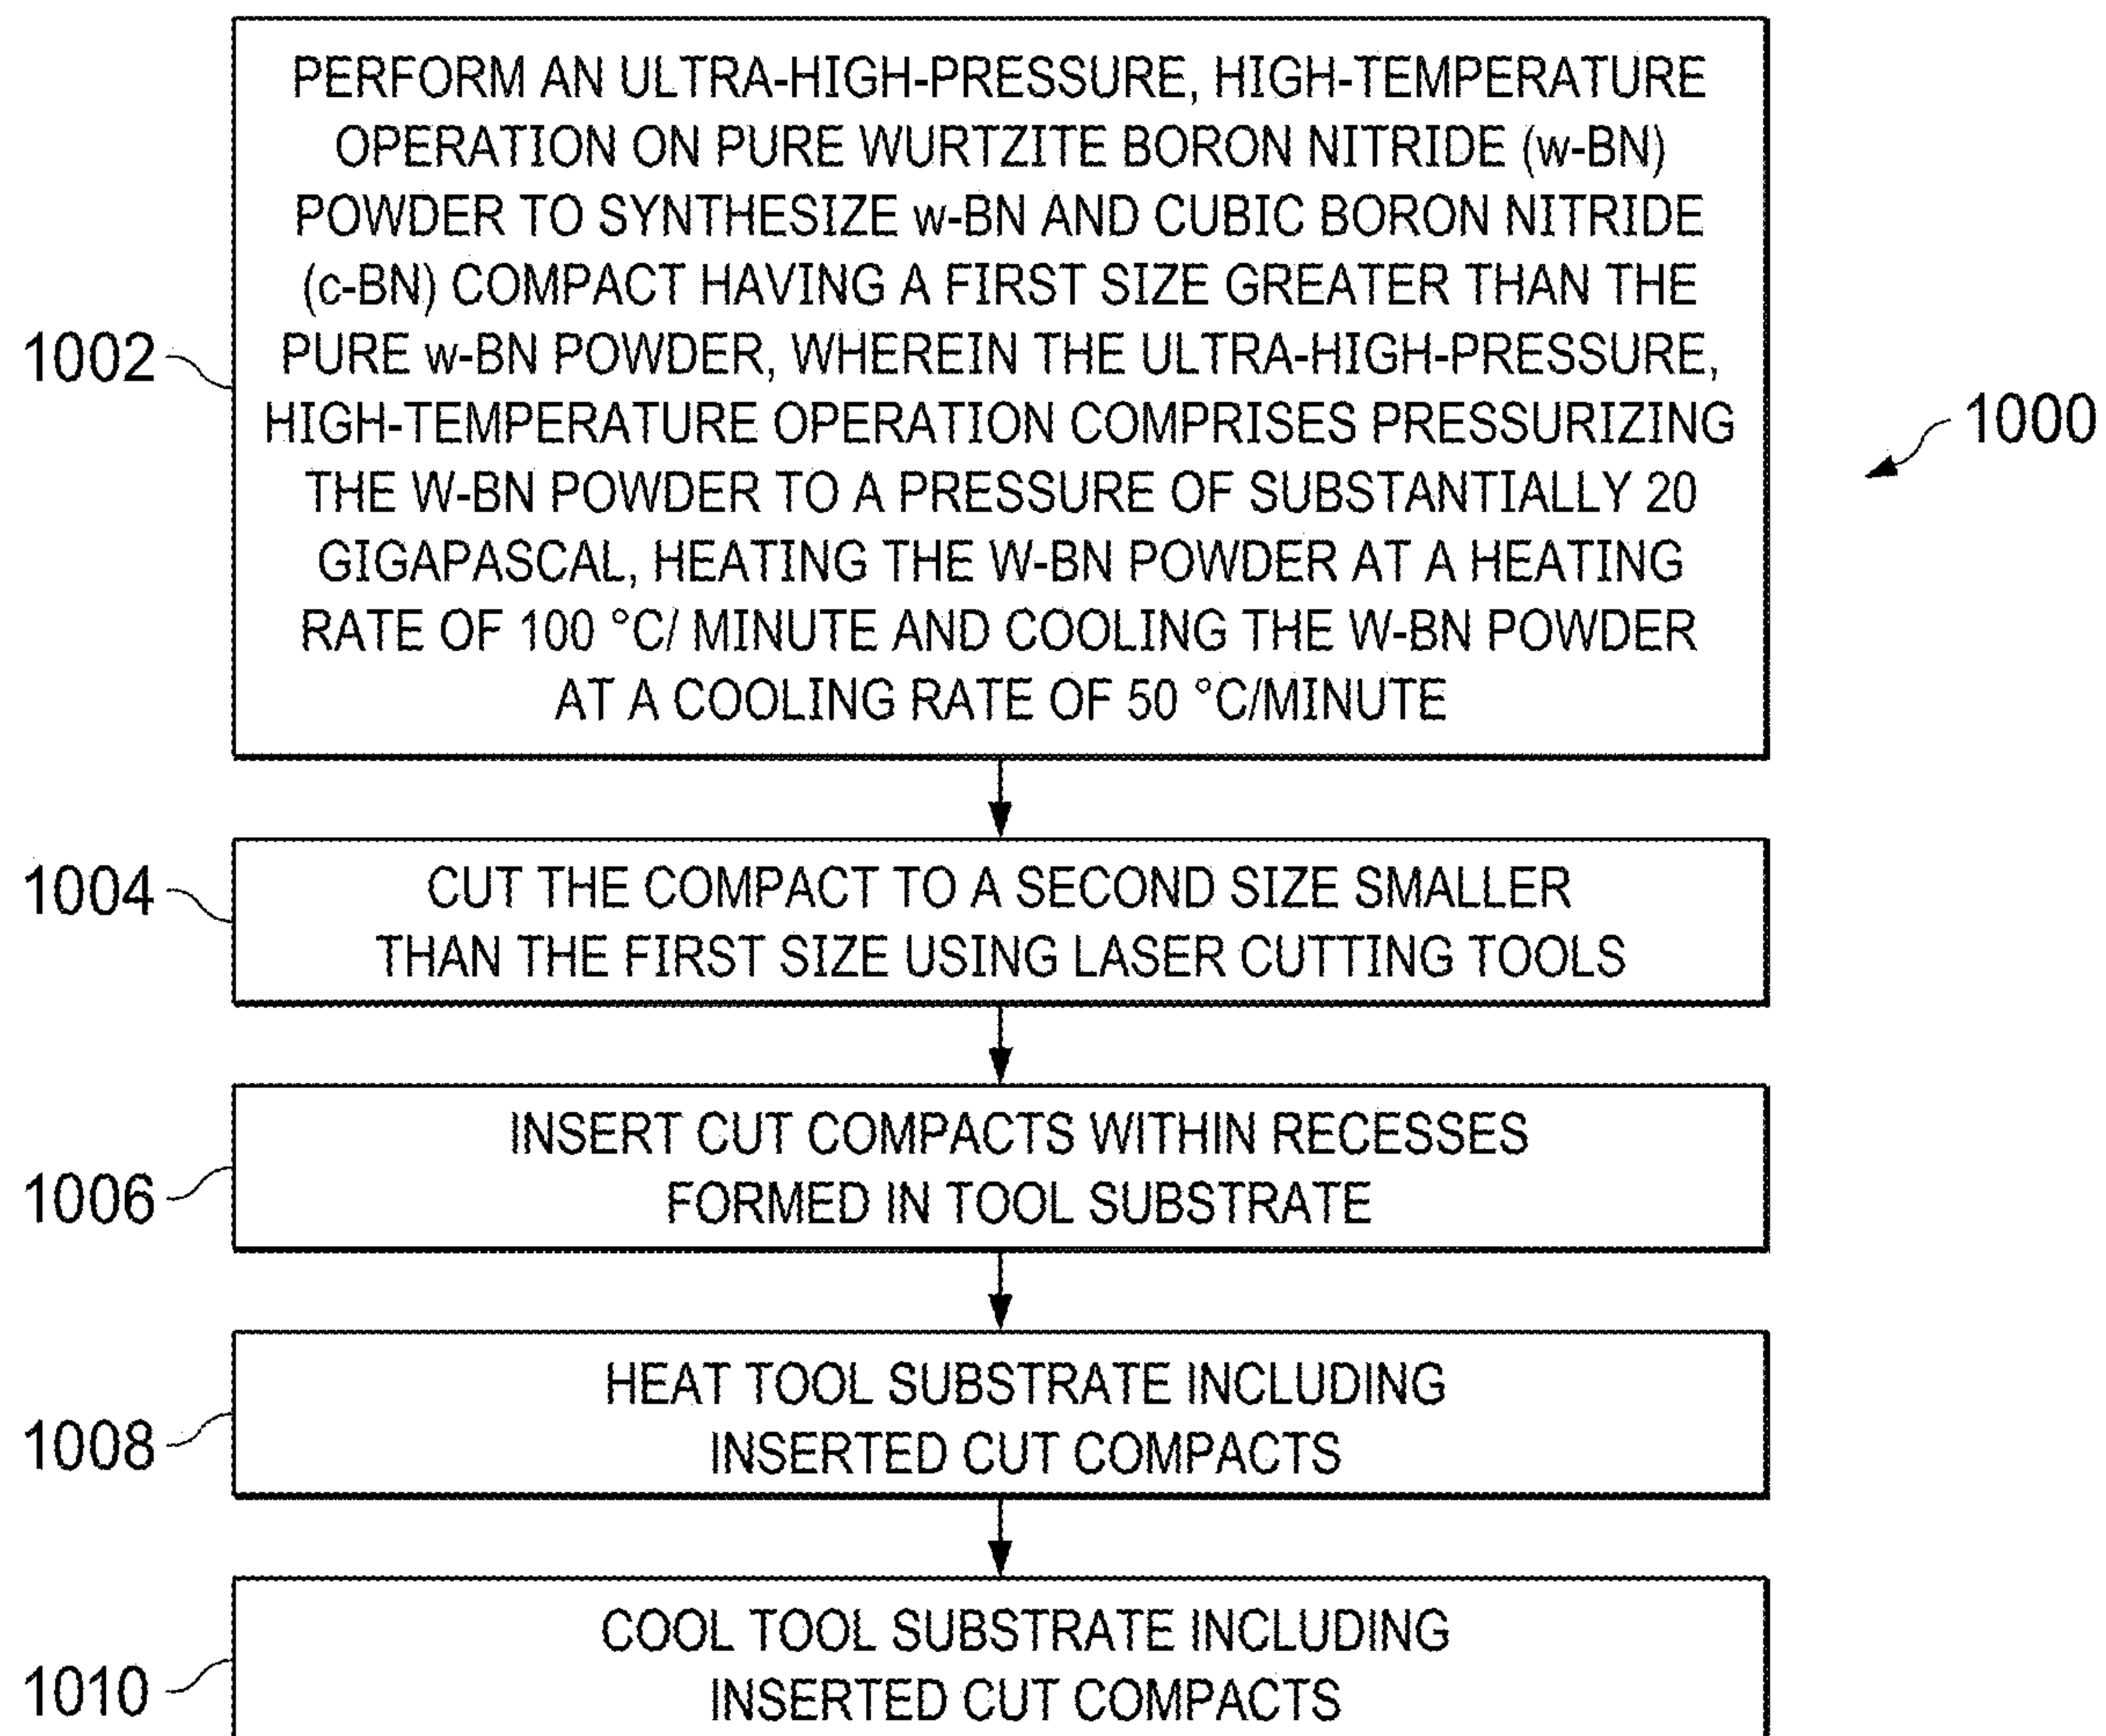 PERFORM AN ULTRA-HIGH-PRESSURE, HIGH-TEMPERATURE
OPERATION ON PURE WURTZITE BORON NITRIDE (w-BN)
POWDER TO SYNTHESIZE w-BN AND CUBIC BORON NITRIDE
(c-BN) COMPACT HAVING A FIRST SIZE GREATER THAN THE
PURE w-BN POWDER, WHEREIN THE ULTRA-HIGH-PRESSURE,
HIGH-TEMPERATURE OPERATION COMPRISES PRESSURIZING
THE W-BN POWDER TO A PRESSURE OF SUBSTANTIALLY 20
GIGAPASCAL, HEATING THE W-BN POWDER AT A HEATING
RATE OF 100 °C/ MINUTE AND COOLING THE W-BN POWDER
AT A COOLING RATE OF 50 °C/MINUTE
1002
1000
1004
CUT THE COMPACT TO A SECOND SIZE SMALLER
THAN THE FIRST SIZE USING LASER CUTTING TOOLS
1006
INSERT CUT COMPACTS WITHIN RECESSES
FORMED IN TOOL SUBSTRATE
1008
HEAT TOOL SUBSTRATE INCLUDING
INSERTED CUT COMPACTS
1010
COOL TOOL SUBSTRATE INCLUDING
INSERTED CUT COMPACTS